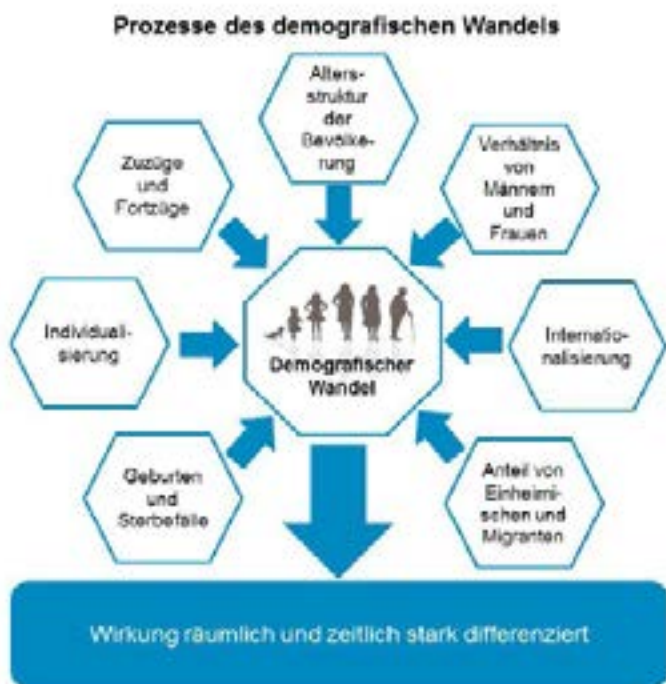 Prozesse des demografischen Wandels
Alters-
struktur
der
Bevölke-
rung
Zuzüge
und
Fortzüge
Verhältnis
von
Männern
und
Frauen
Individuali-
sierung
Demografischer
Wandel
Internatio-
nalisierung
Geburten
und
Sterbefälle
Anteil von
Einheimi-
schen und
Migranten
Wirkung räumlich und zeitlich stark differenziert